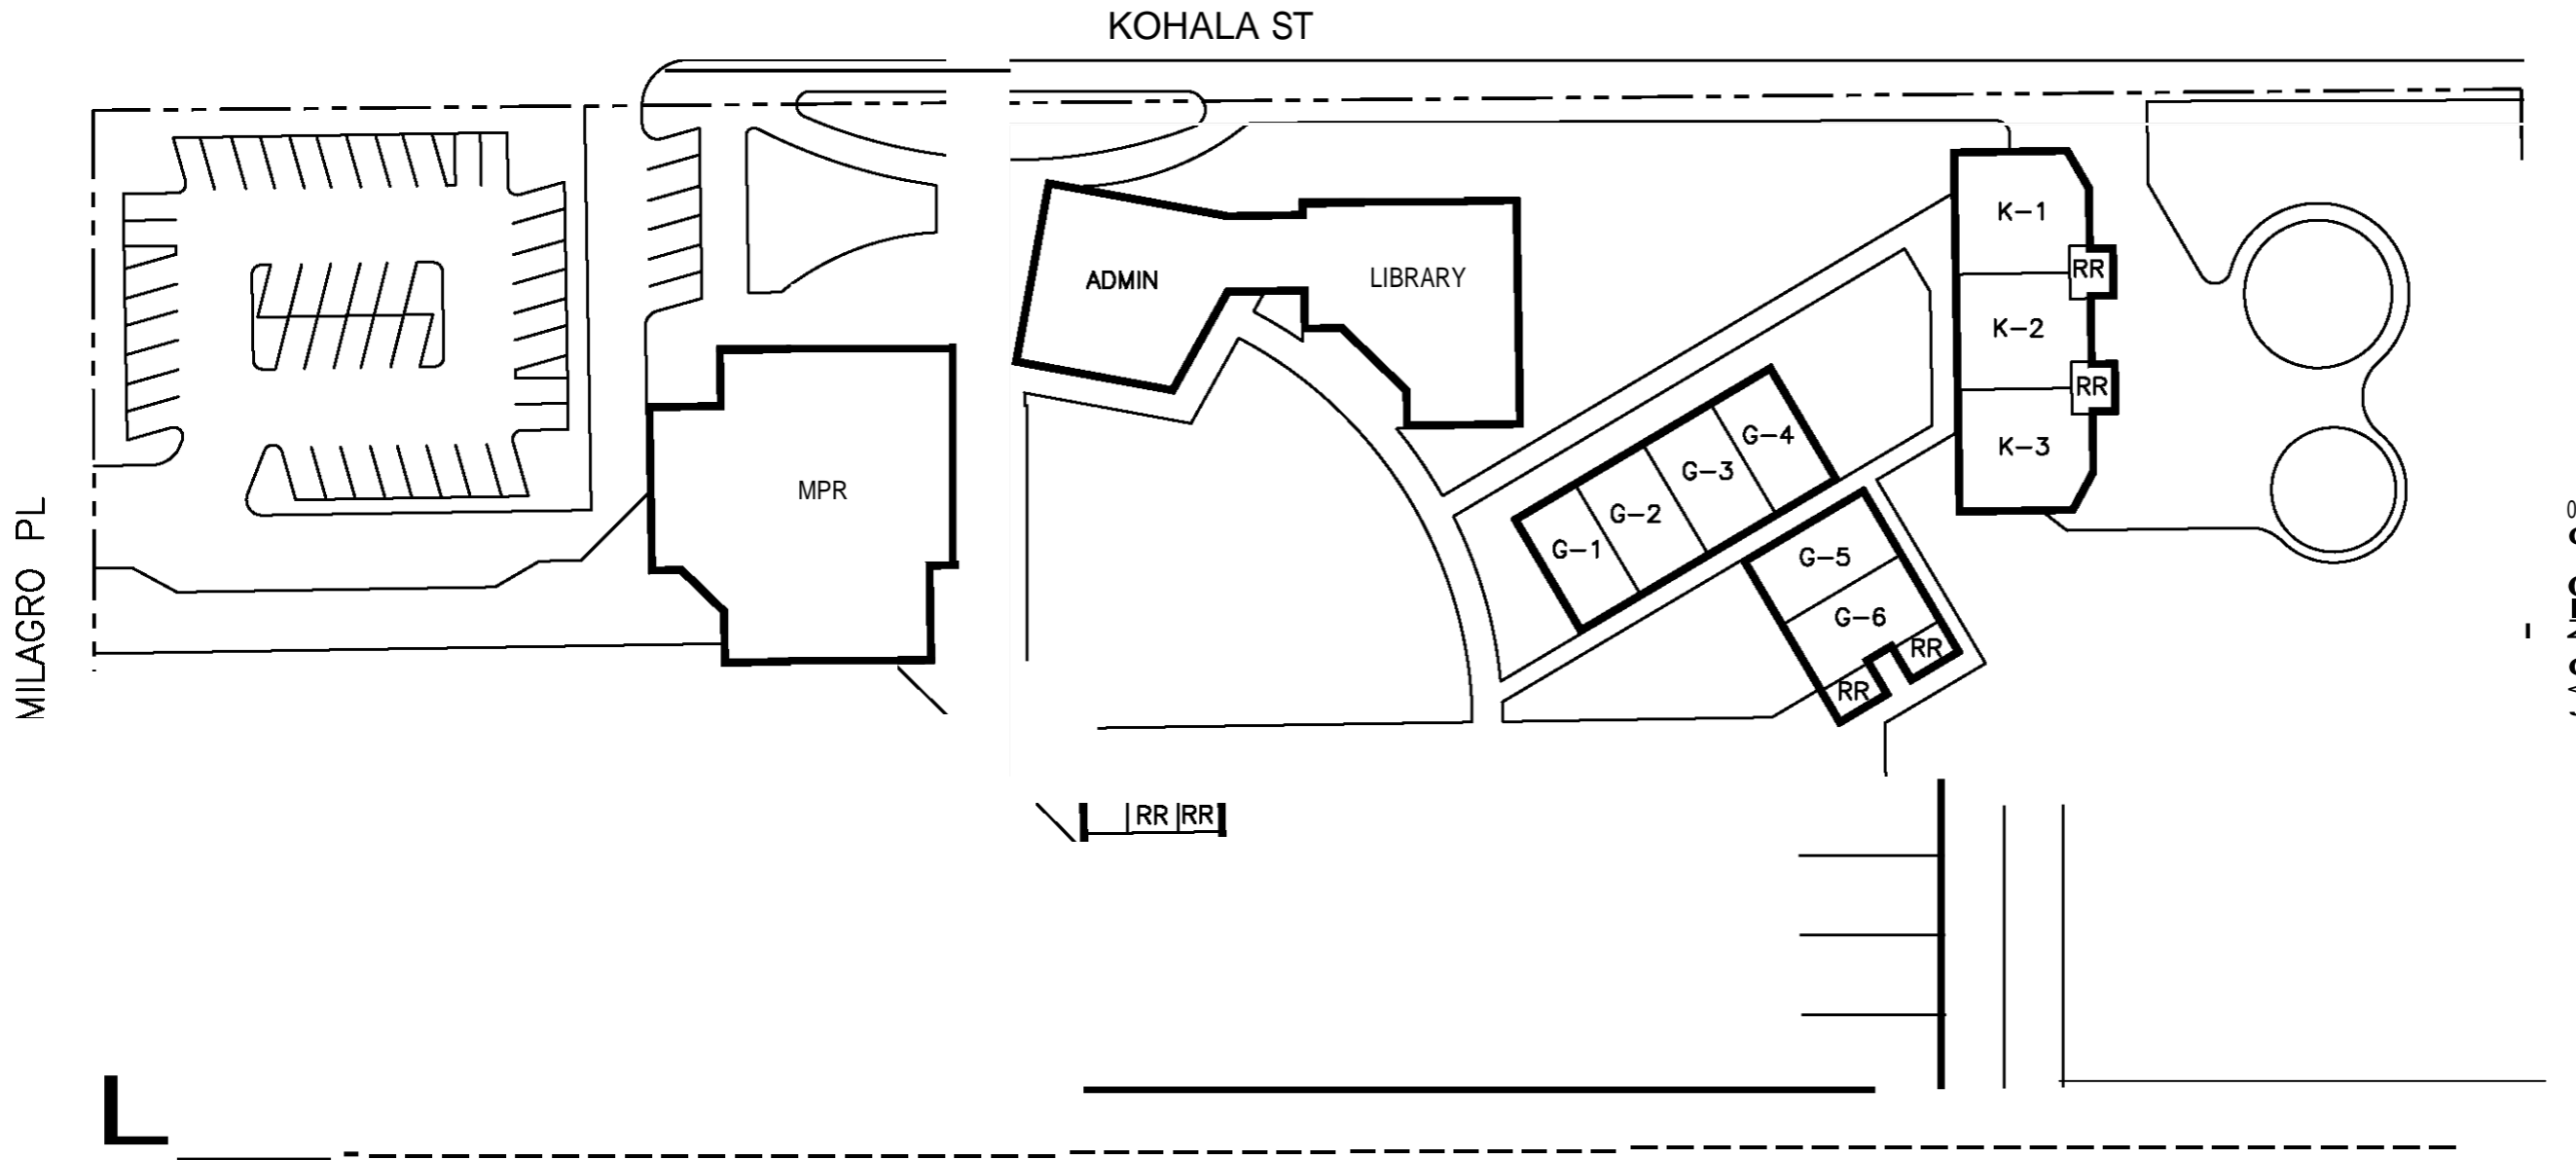 KOHALA ST
K-1
RR
ADMIN
LIBRARY
K-2
RR
K-3
G-4
G-3
G-2
G-1
MPR
MILAGRO PL
G-5
G-6
RR
RR
RR RR